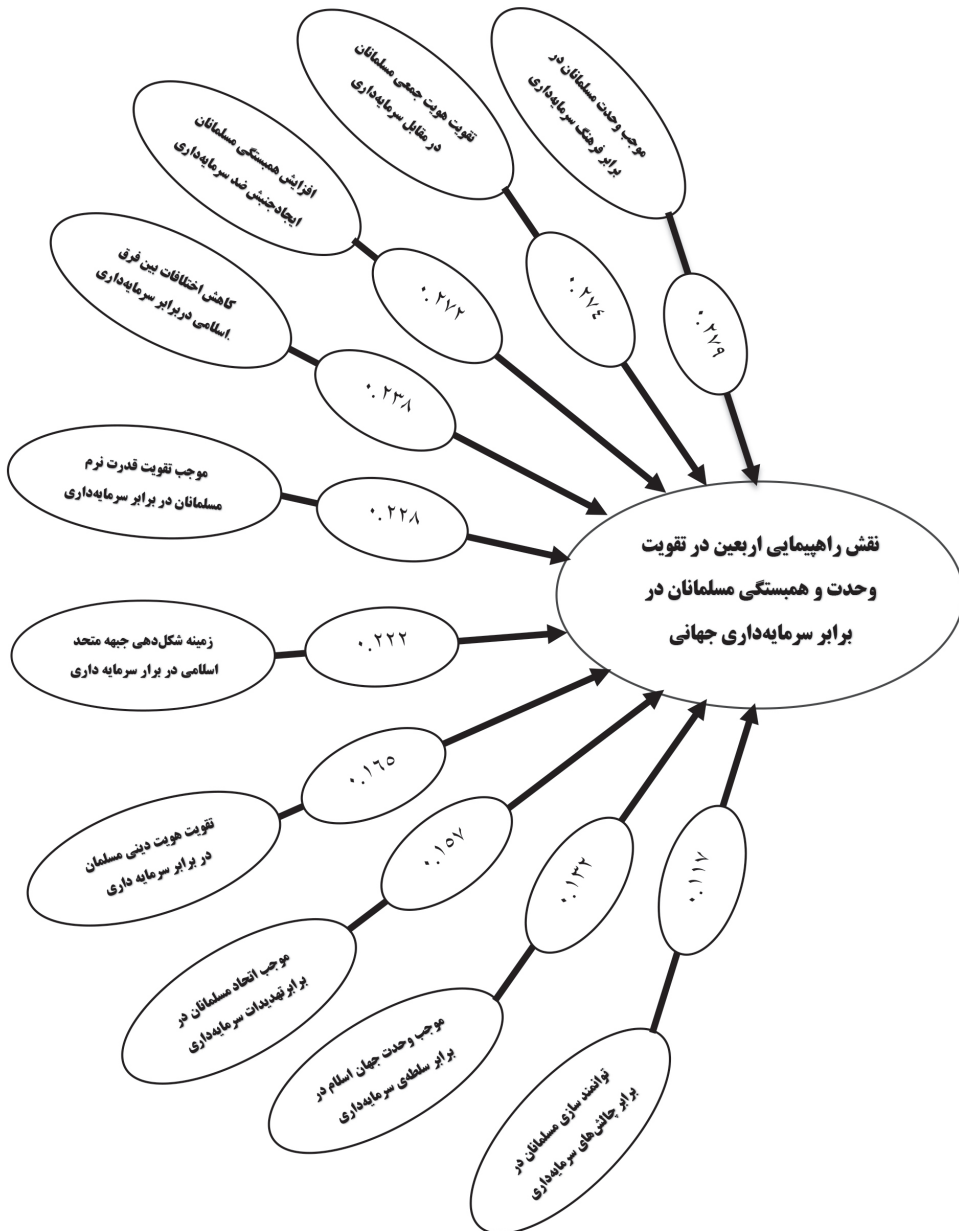 موجب وحدت مسلمانان در
برابر فرهنگ سرمایه‌داری
۰.۲۷۹
تقویت هویت جمعی مسلمانان
در مقابل سرمایه‌داری
۰.۲۷٤
افزایش همبستگی مسلمانان
ایجادجنبش ضد سرمایه‌داری
۰.۲۷۲
کاهش اختلافات بین فرق
اسلامی دربرابر سرمایه‌داری.
۰.۲۳۸
موجب تقویت قدرت نرم
مسلمانان در برابر سرمایه‌داری
۰.۲۲۸
زمینه شکل‌دهی جبهه متحد
اسلامی در برار سرمایه داری
۰.۲۲۲
تقویت هویت دینی مسلمان
در برابر سرمایه داری
۰.۱٦٥
موجب اتحاد مسلمانان در
برابرتهدیدات سرمایه‌داری
۰.۱٥۷
موجب وحدت جهان اسلام در
برابر سلطه‌ی سرمایه‌داری
۰.۱۳۲
توانمند سازی مسلمانان در
برابر چالش‌های سرمایه‌داری
۰.۱۱۷
نقش راهپیمایی اربعین در تقویت
وحدت و همبستگی مسلمانان در
برابر سرمایه‌داری جهانی